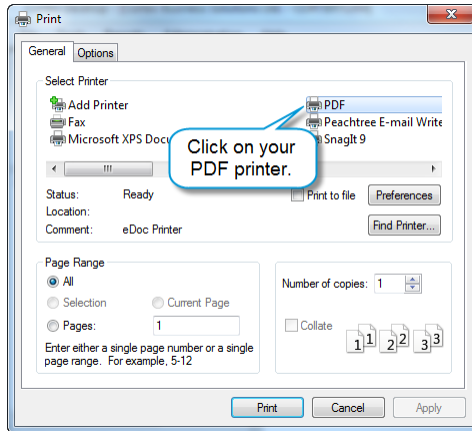 Print
General
Options
Select Printer
Add Printer
Fax
Microsoft XPS Docu
PDF
Peachtree E-mail Write
SnagIt 9
Click on your
PDF printer.
Status: Ready
Location:
Comment: eDoc Printer
Print to file
Preferences
Find Printer...
Page Range
All
Selection
Current Page
Pages: 1
Enter either a single page number or a single
page range. For example, 5-12
Number of copies: 1
Collate
1 1 2 2 3 3
Print
Cancel
Apply